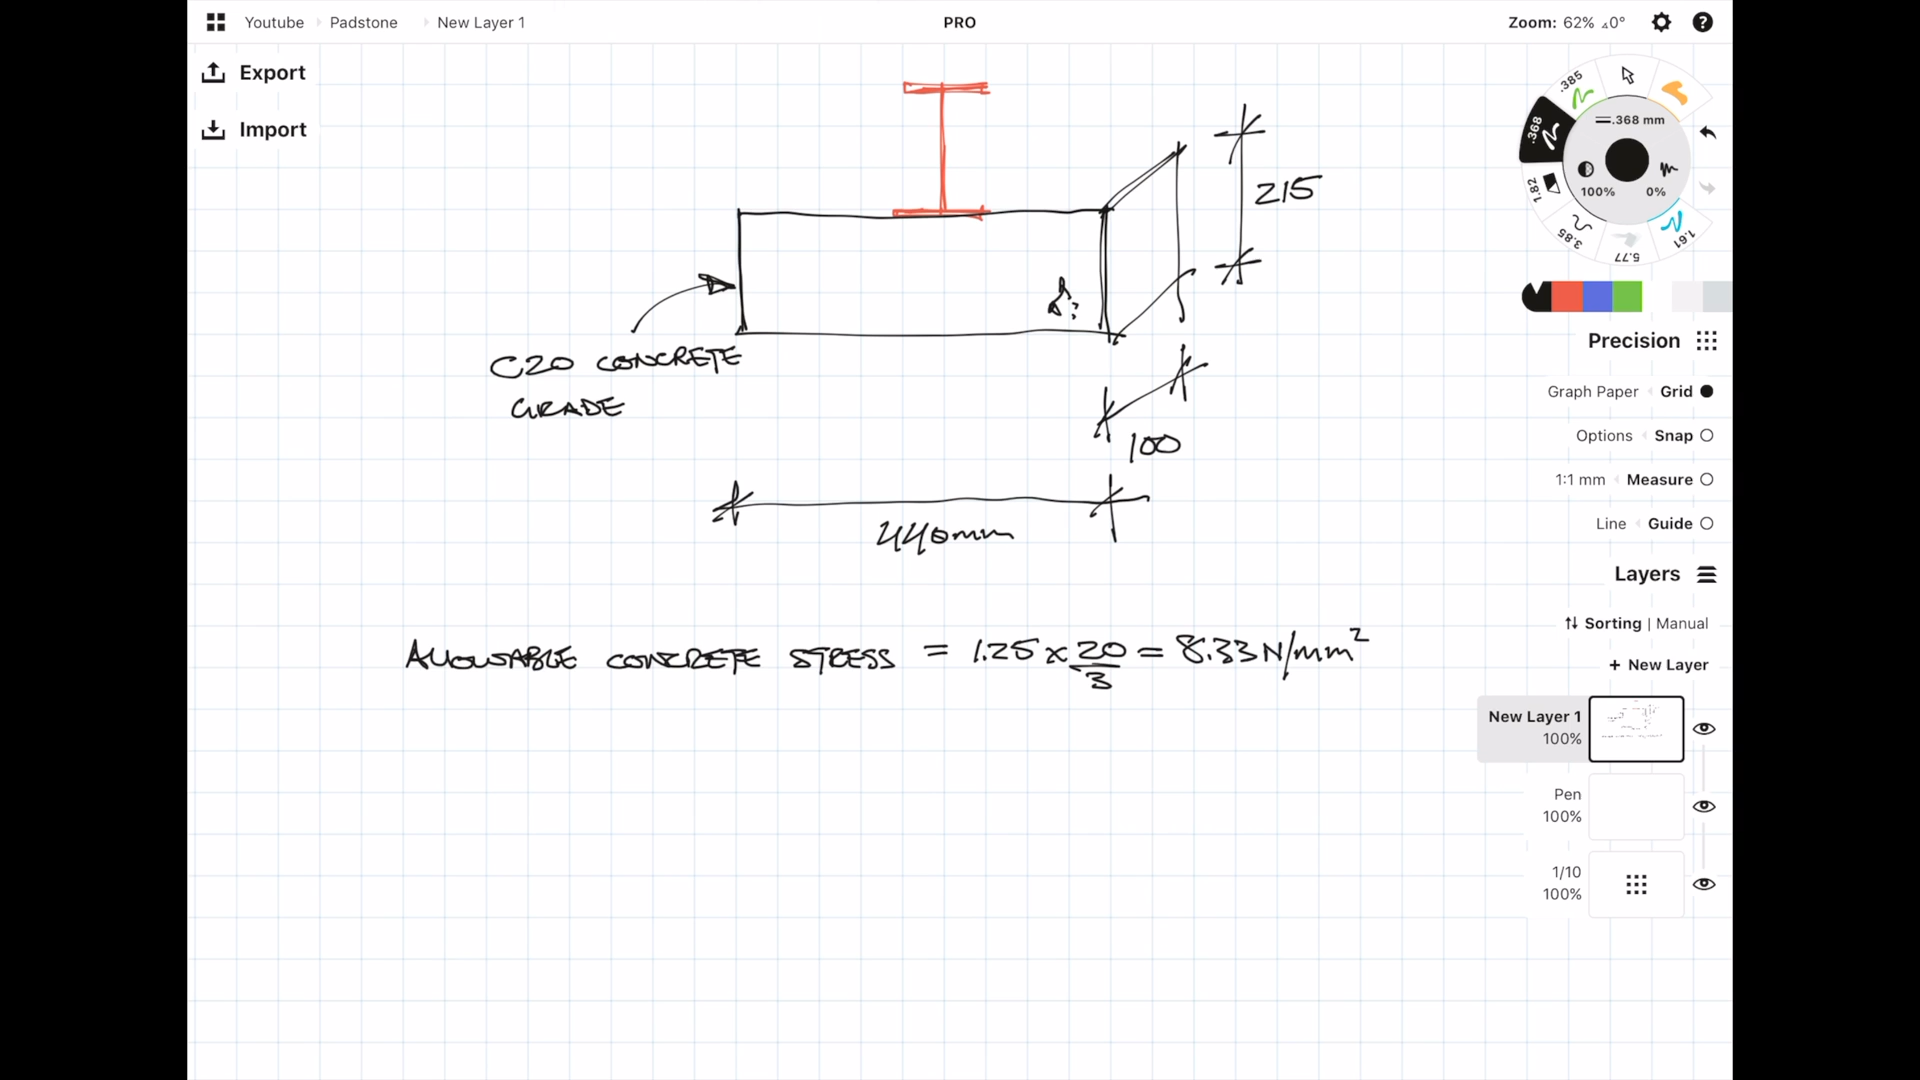 Youtube Padstone New Layer 1
PRO
Zoom: 62% ⊿0°
Export
Import
.385
.368
=.368 mm
100%
0%
1.82
3.85
5.77
1.61
215
C20 CONCRETE
GRADE
100
440mm
ALLOWABLE CONCRETE STRESS = 1.25 x 20/3 = 8.33N/mm²
Precision
Graph Paper Grid
Options Snap
1:1 mm Measure
Line Guide
Layers
Sorting | Manual
+ New Layer
New Layer 1
100%
Pen
100%
1/10
100%